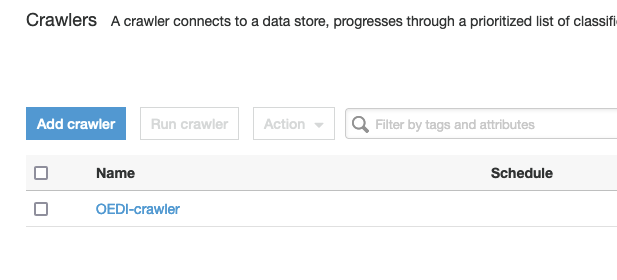 Crawlers A crawler connects to a data store, progresses through a prioritized list of classifi
Add crawler Run crawler Action Filter by tags and attributes
Name Schedule
OEDI-crawler